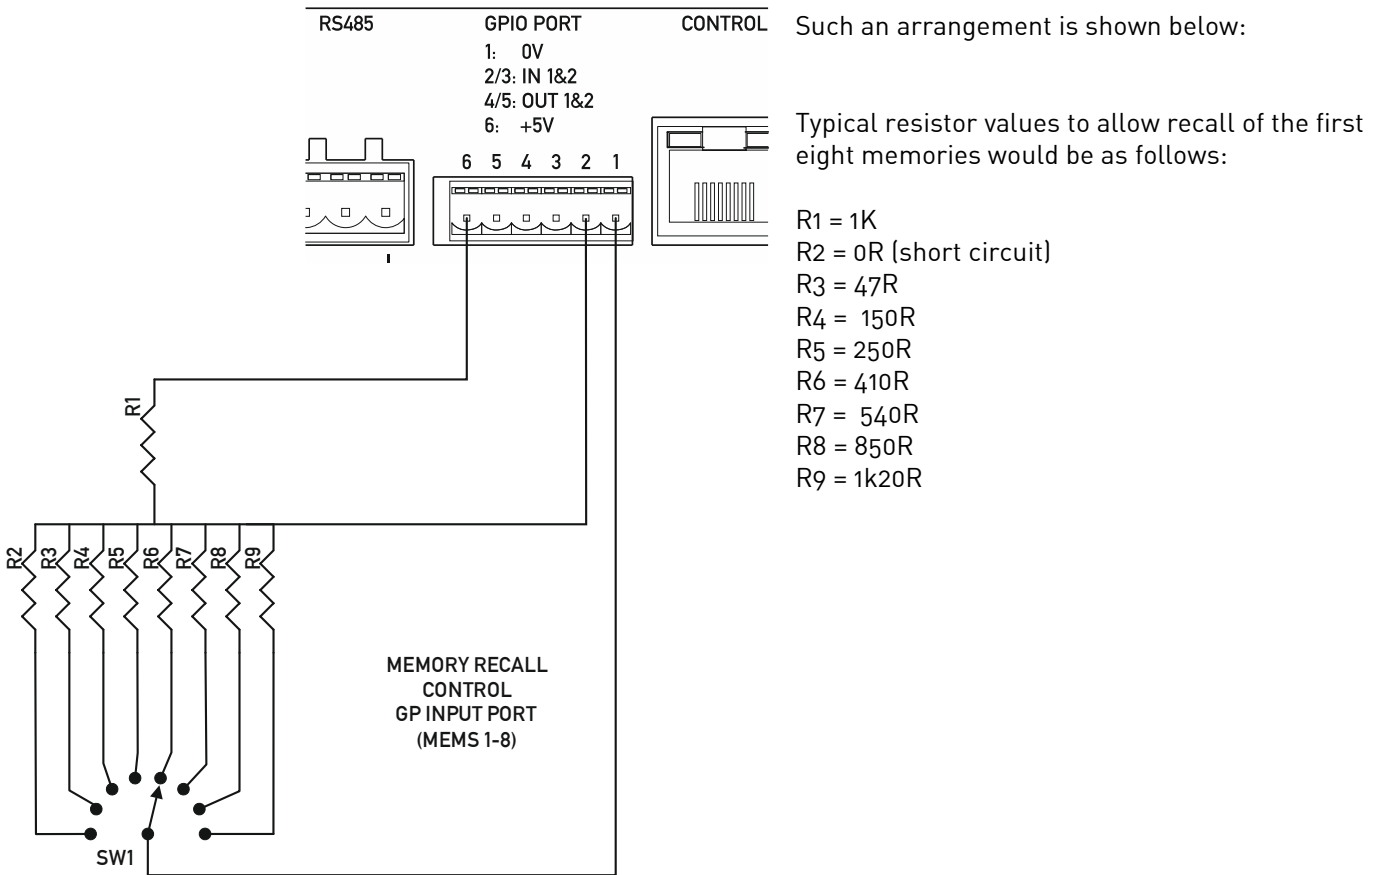 RS485 GPIO PORT CONTROL
1: 0V
2/3: IN 1&2
4/5: OUT 1&2
6: +5V
6 5 4 3 2 1
R1
R2 R3 R4 R5 R6 R7 R8 R9
MEMORY RECALL
CONTROL
GP INPUT PORT
(MEMS 1-8)
SW1
Such an arrangement is shown below:
Typical resistor values to allow recall of the first
eight memories would be as follows:
R1 = 1K
R2 = 0R (short circuit)
R3 = 47R
R4 = 150R
R5 = 250R
R6 = 410R
R7 = 540R
R8 = 850R
R9 = 1k20R